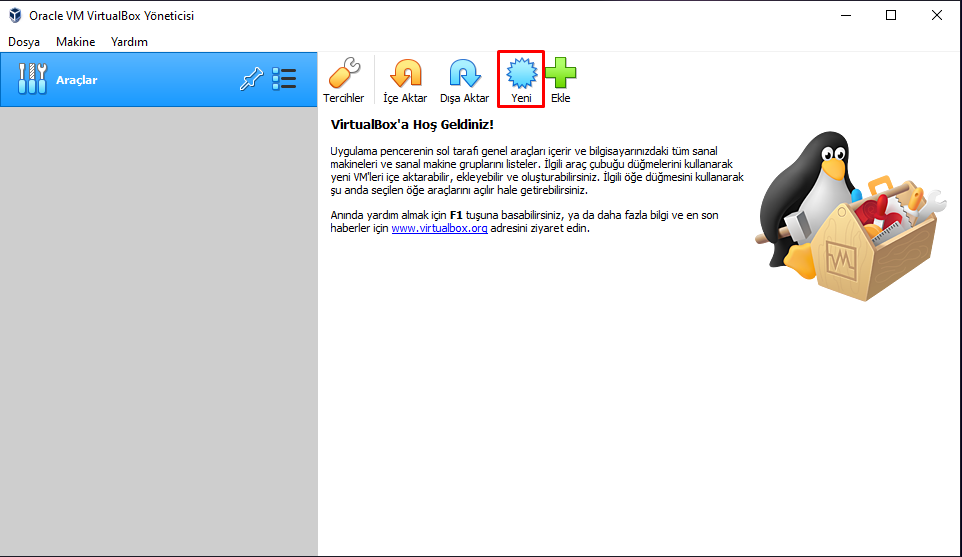 Oracle VM VirtualBox Yöneticisi
Dosya Makine Yardım
Araçlar
Tercihler İçe Aktar Dışa Aktar Yeni Ekle
VirtualBox'a Hoş Geldiniz!
Uygulama pencerenin sol tarafı genel araçları içerir ve bilgisayarınızdaki tüm sanal
makineleri ve sanal makine gruplarını listeler. İlgili araç çubuğu düğmelerini kullanarak
yeni VM'leri içe aktarabilir, ekleyebilir ve oluşturabilirsiniz. İlgili öğe düğmesini kullanarak
şu anda seçilen öğe araçlarını açılır hale getirebilirsiniz.
Anında yardım almak için F1 tuşuna basabilirsiniz, ya da daha fazla bilgi ve en son
haberler için www.virtualbox.org adresini ziyaret edin.